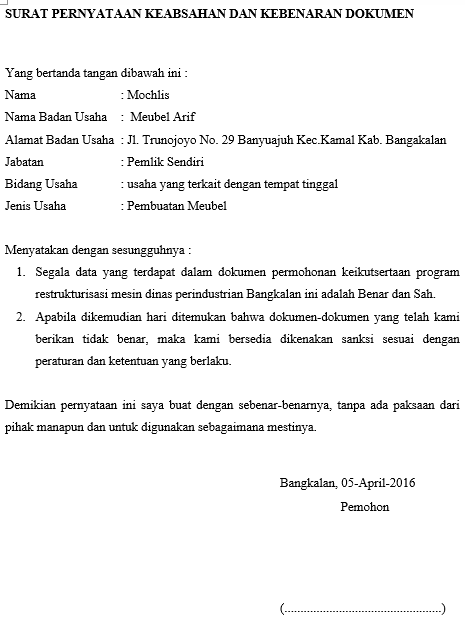 SURAT PERNYATAAN KEABSAHAN DAN KEBENARAN DOKUMEN
Yang bertanda tangan dibawah ini :
Nama : Mochlis
Nama Badan Usaha : Meubel Arif
Alamat Badan Usaha : Jl. Trunojoyo No. 29 Banyuajuh Kec.Kamal Kab. Bangakalan
Jabatan : Pemlik Sendiri
Bidang Usaha : usaha yang terkait dengan tempat tinggal
Jenis Usaha : Pembuatan Meubel
Menyatakan dengan sesungguhnya :
1. Segala data yang terdapat dalam dokumen permohonan keikutsertaan program
restrukturisasi mesin dinas perindustrian Bangkalan ini adalah Benar dan Sah.
2. Apabila dikemudian hari ditemukan bahwa dokumen-dokumen yang telah kami
berikan tidak benar, maka kami bersedia dikenakan sanksi sesuai dengan
peraturan dan ketentuan yang berlaku.
Demikian pernyataan ini saya buat dengan sebenar-benarnya, tanpa ada paksaan dari
pihak manapun dan untuk digunakan sebagaimana mestinya.
Bangkalan, 05-April-2016
Pemohon
(.................................................)